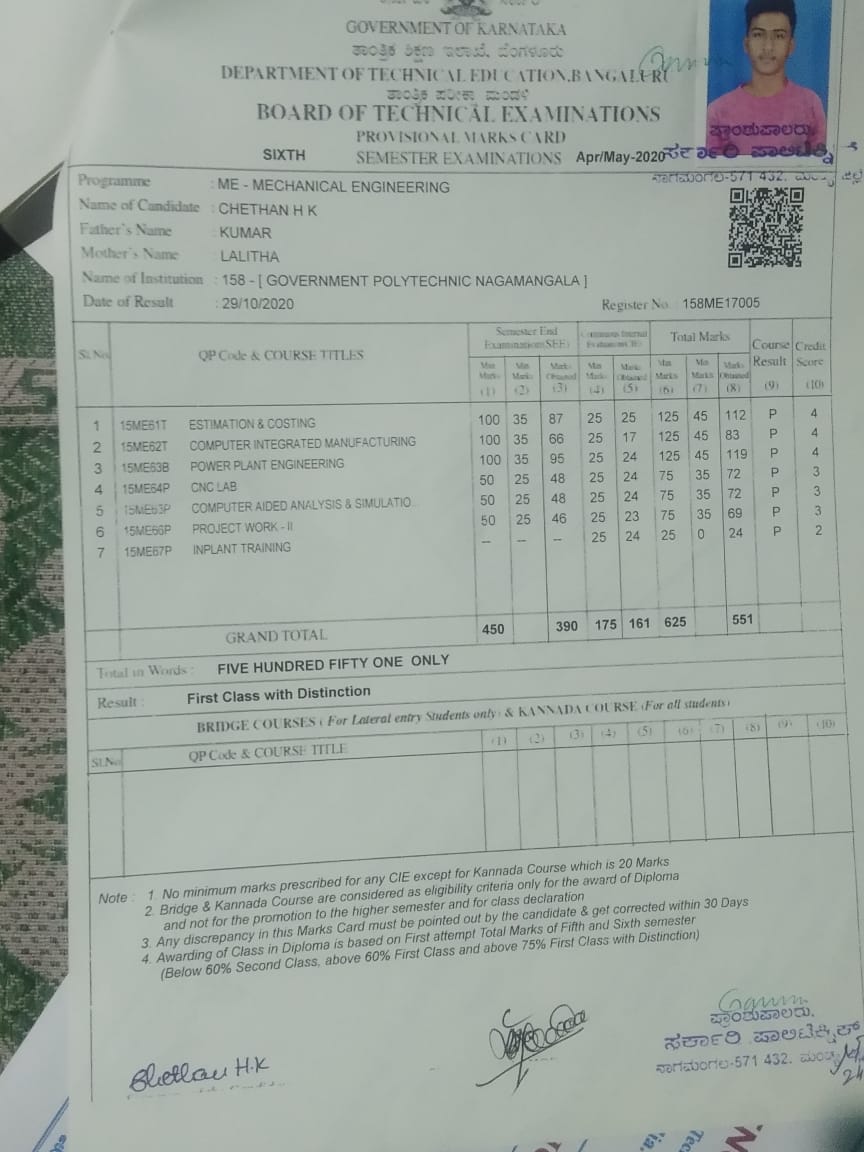 GOVERNMENT OF KARNATAKA
ತಾಂತ್ರಿಕ ಶಿಕ್ಷಣ ಇಲಾಖೆ, ಬೆಂಗಳೂರು
DEPARTMENT OF TECHNICAL EDUCATION,BANGALURU
ತಾಂತ್ರಿಕ ಪರೀಕ್ಷಾ ಮಂಡಳಿ
BOARD OF TECHNICAL EXAMINATIONS
PROVISIONAL MARKS CARD
SIXTH SEMESTER EXAMINATIONS Apr/May-2020
ಪ್ರಾಂಶುಪಾಲರು,
ಸರ್ಕಾರಿ ಪಾಲಿಟೆಕ್ನಿಕ್
ನಾಗಮಂಗಲ-571 432. ಮಂಡ್ಯ ಜಿಲ್ಲೆ
Programme : ME - MECHANICAL ENGINEERING
Name of Candidate : CHETHAN H K
Father's Name : KUMAR
Mother's Name : LALITHA
Name of Institution : 158 - [ GOVERNMENT POLYTECHNIC NAGAMANGALA ]
Date of Result : 29/10/2020 Register No : 158ME17005
Sl.No QP Code & COURSE TITLES Semester End Examination(SEE) Continuous Internal Evaluation Total Marks Course Result Credit Score
Max Marks Min Marks Marks Obtained Max Marks Marks Obtained Max Marks Min Marks Marks Obtained
(1) (2) (3) (4) (5) (6) (7) (8) (9) (10)
1 15ME61T ESTIMATION & COSTING 100 35 87 25 25 125 45 112 P 4
2 15ME62T COMPUTER INTEGRATED MANUFACTURING 100 35 66 25 17 125 45 83 P 4
3 15ME63B POWER PLANT ENGINEERING 100 35 95 25 24 125 45 119 P 4
4 15ME64P CNC LAB 50 25 48 25 24 75 35 72 P 3
5 COMPUTER AIDED ANALYSIS & SIMULATIO... 50 25 48 25 24 75 35 72 P 3
6 15ME66P PROJECT WORK - II 50 25 46 25 23 75 35 69 P 3
7 15ME67P INPLANT TRAINING -- -- -- 25 24 25 0 24 P 2
GRAND TOTAL 450 390 175 161 625 551
Total in Words : FIVE HUNDRED FIFTY ONE ONLY
Result : First Class with Distinction
BRIDGE COURSES ( For Lateral entry Students only) & KANNADA COURSE (For all students)
Sl.No QP Code & COURSE TITLE (1) (2) (3) (4) (5) (6) (7) (8) (9) (10)
Note : 1. No minimum marks prescribed for any CIE except for Kannada Course which is 20 Marks
2. Bridge & Kannada Course are considered as eligibility criteria only for the award of Diploma
and not for the promotion to the higher semester and for class declaration
3. Any discrepancy in this Marks Card must be pointed out by the candidate & get corrected within 30 Days
4. Awarding of Class in Diploma is based on First attempt Total Marks of Fifth and Sixth semester
(Below 60% Second Class, above 60% First Class and above 75% First Class with Distinction)
Chethan H.K
ಪ್ರಾಂಶುಪಾಲರು,
ಸರ್ಕಾರಿ ಪಾಲಿಟೆಕ್ನಿಕ್
ನಾಗಮಂಗಲ-571 432. ಮಂಡ್ಯ